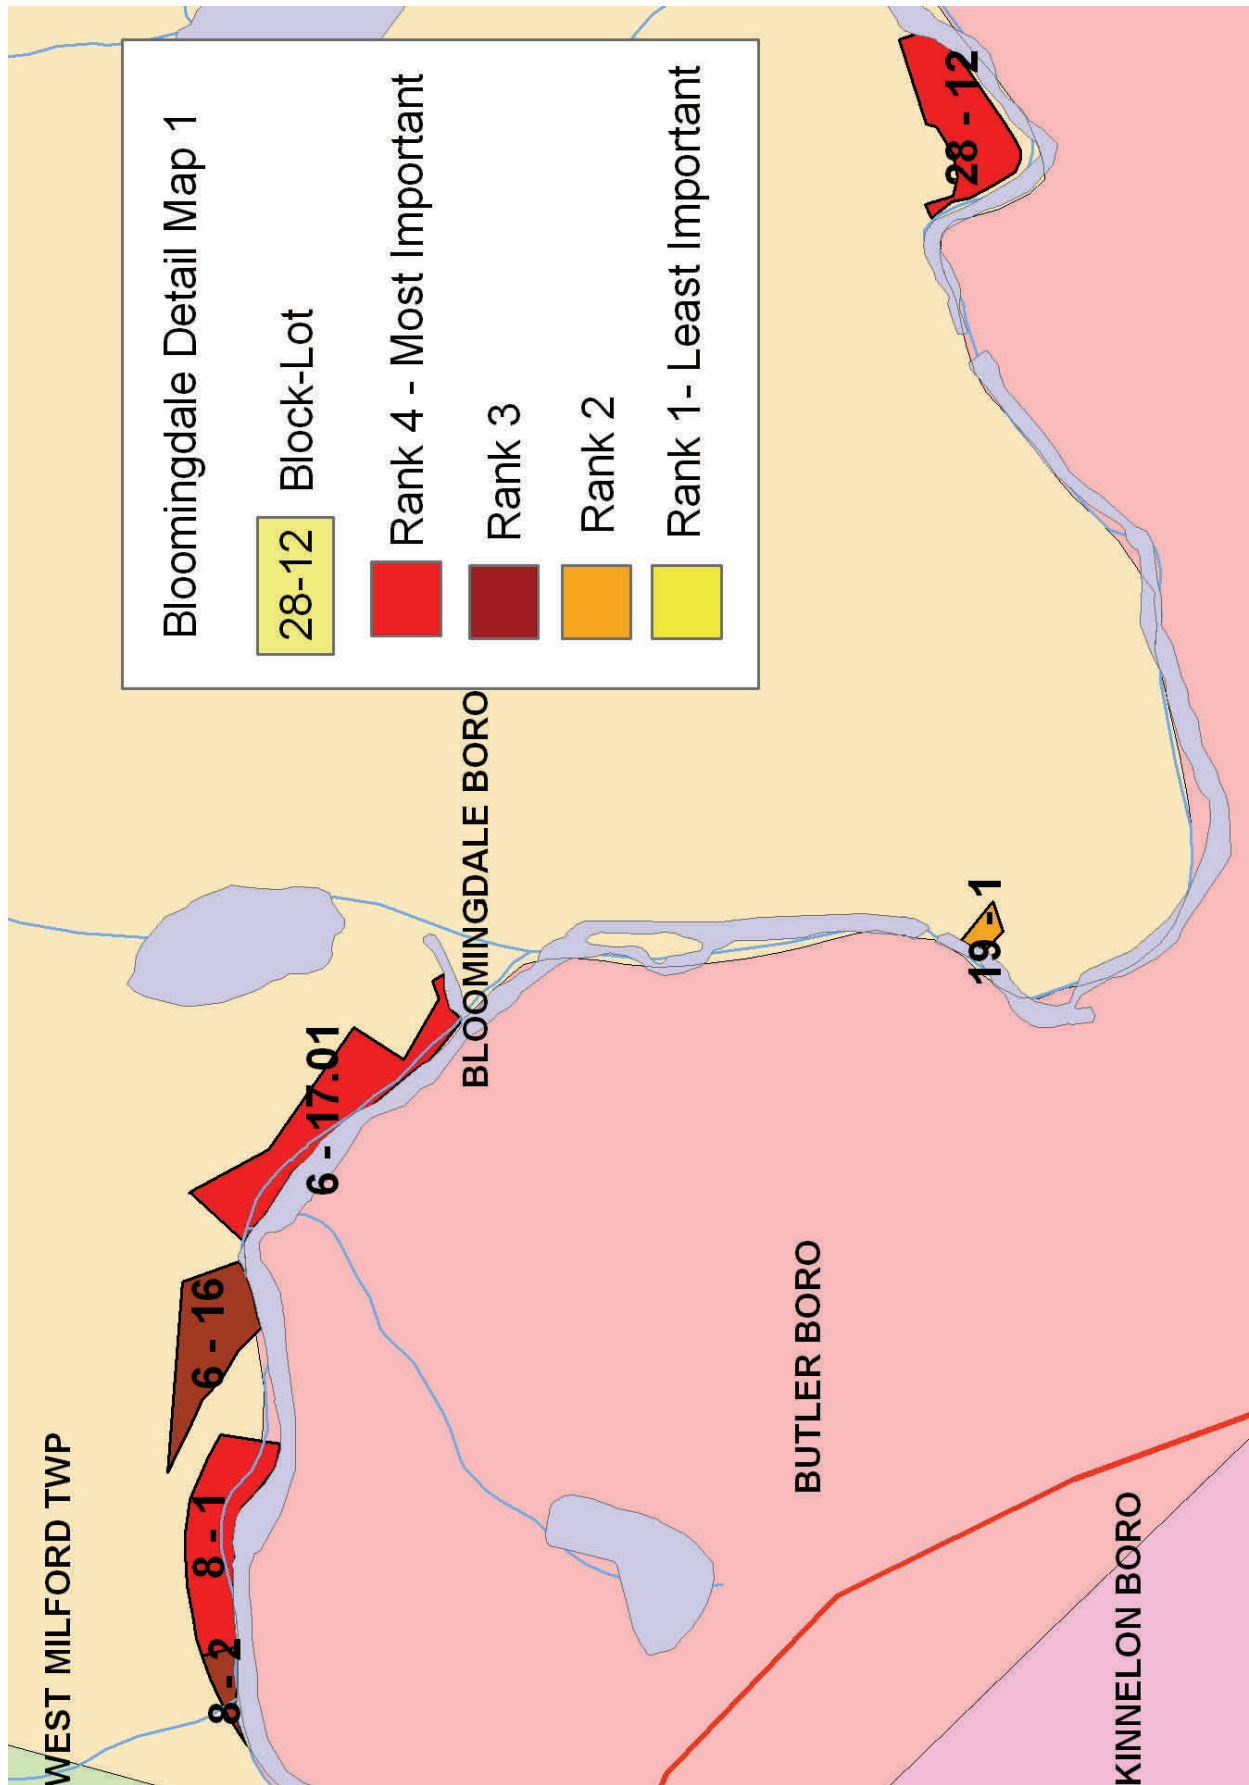 Bloomingdale Detail Map 1
28-12 Block-Lot
Rank 4 - Most Important
Rank 3
Rank 2
Rank 1- Least Important
WEST MILFORD TWP
8 - 2
8 - 1
6 - 16
6 - 17.01
BLOOMINGDALE BORO
19 - 1
28 - 12
BUTLER BORO
KINNELON BORO